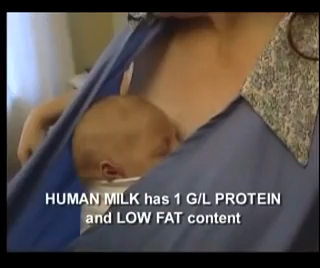 HUMAN MILK has 1 G/L PROTEIN
and LOW FAT content